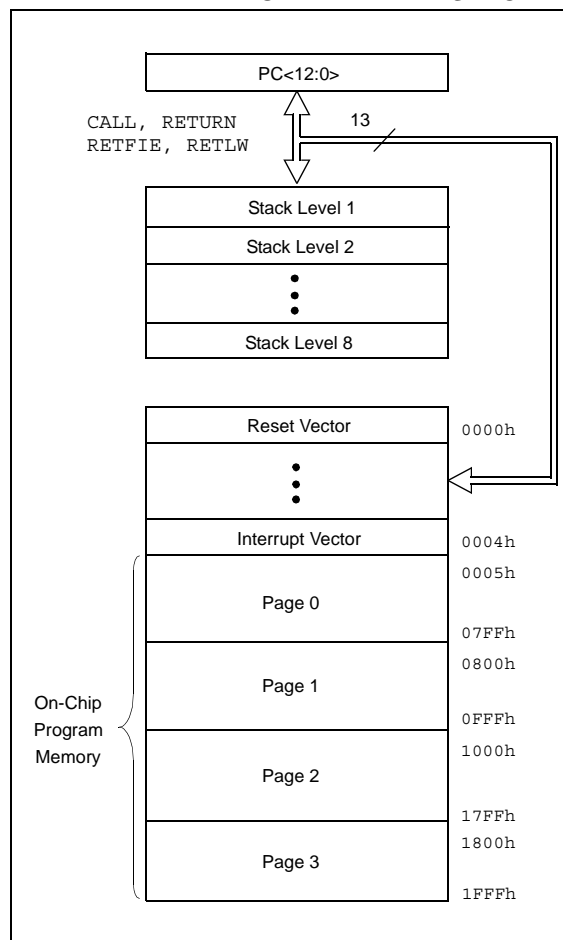 PC<12:0>
CALL, RETURN
RETFIE, RETLW
13
Stack Level 1
Stack Level 2
Stack Level 8
Reset Vector
0000h
Interrupt Vector
0004h
0005h
Page 0
07FFh
0800h
Page 1
0FFFh
On-Chip
Program
Memory
1000h
Page 2
17FFh
1800h
Page 3
1FFFh